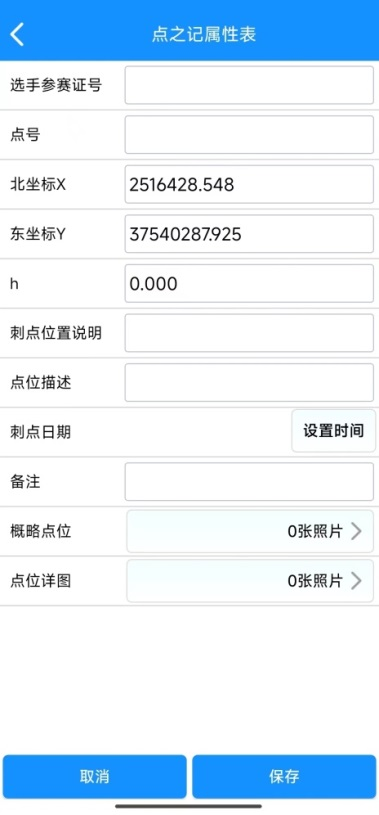 点之记属性表
选手参赛证号
点号
北坐标X 2516428.548
东坐标Y 37540287.925
h 0.000
刺点位置说明
点位描述
刺点日期 设置时间
备注
概略点位 0张照片
点位详图 0张照片
取消 保存